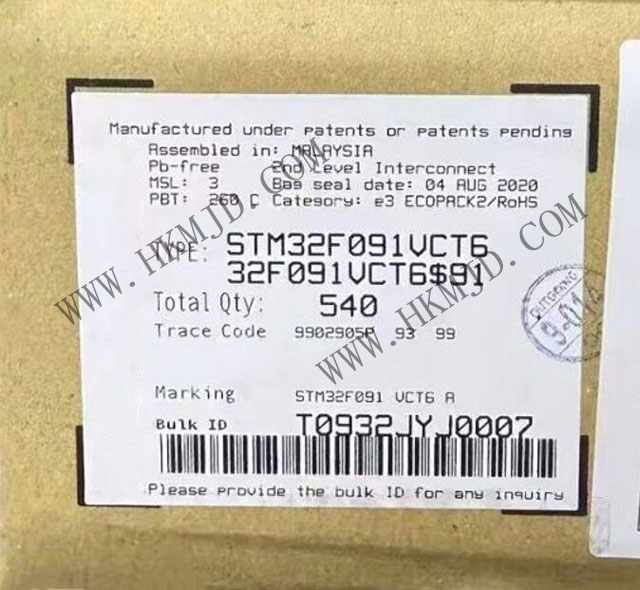 Manufactured under patents or patents pending
Assembled in: MALAYSIA
Pb-free 2nd Level Interconnect
MSL: 3 Bag seal date: 04 AUG 2020
PBT: 260 C Category: e3 ECOPACK2/RoHS
TYPE: STM32F091VCT6
32F091VCT6$91
Total Qty: 540
Trace Code 9902905P 93 99
Marking STM32F091 VCT6 A
Bulk ID T0932JYJ0007
Please provide the bulk ID for any inquiry
WWW.HKMJD.COM
WWW.HKMJD.COM
OUTGOING